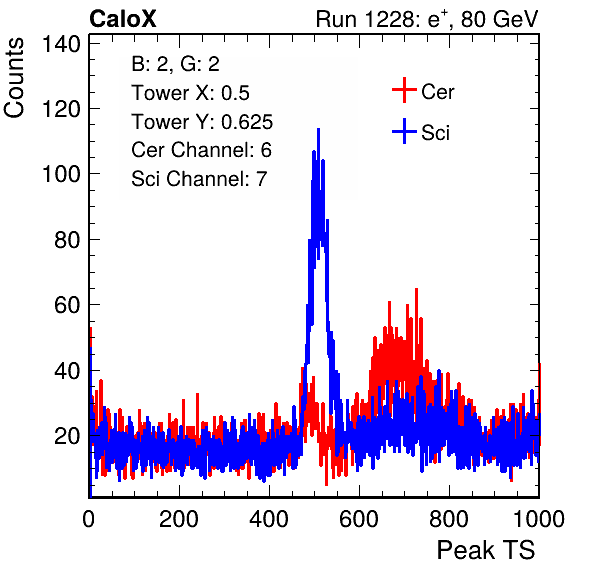 CaloX Run 1228: e⁺, 80 GeV
B: 2, G: 2
Tower X: 0.5
Tower Y: 0.625
Cer Channel: 6
Sci Channel: 7
Cer
Sci
Counts
140
120
100
80
60
40
20
0 200 400 600 800 1000
Peak TS